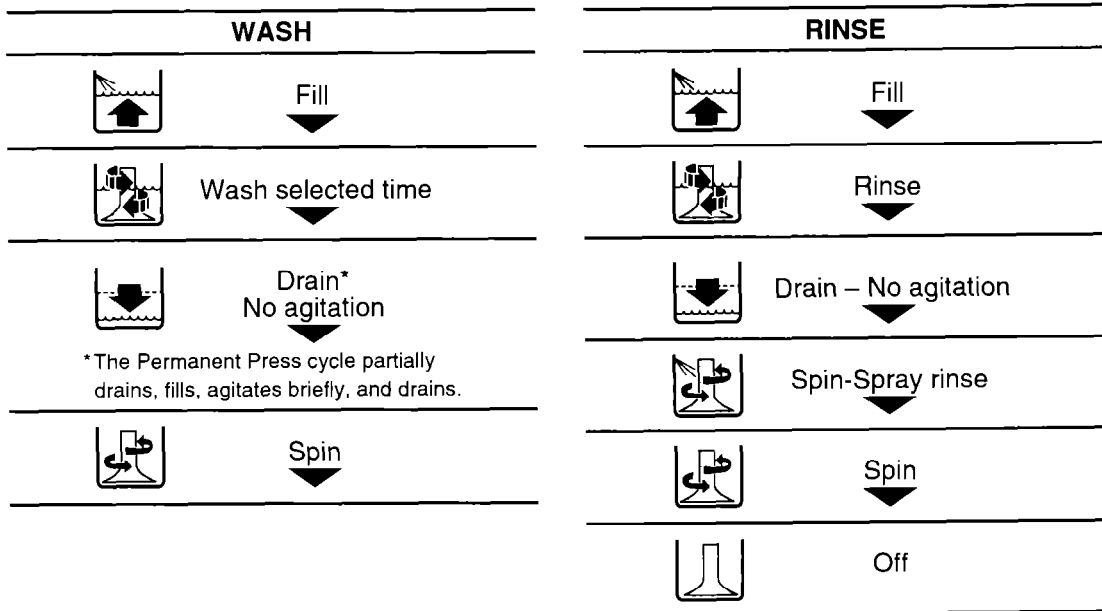 WASH
Fill
Wash selected time
Drain*
No agitation
*The Permanent Press cycle partially
drains, fills, agitates briefly, and drains.
Spin
RINSE
Fill
Rinse
Drain – No agitation
Spin-Spray rinse
Spin
Off